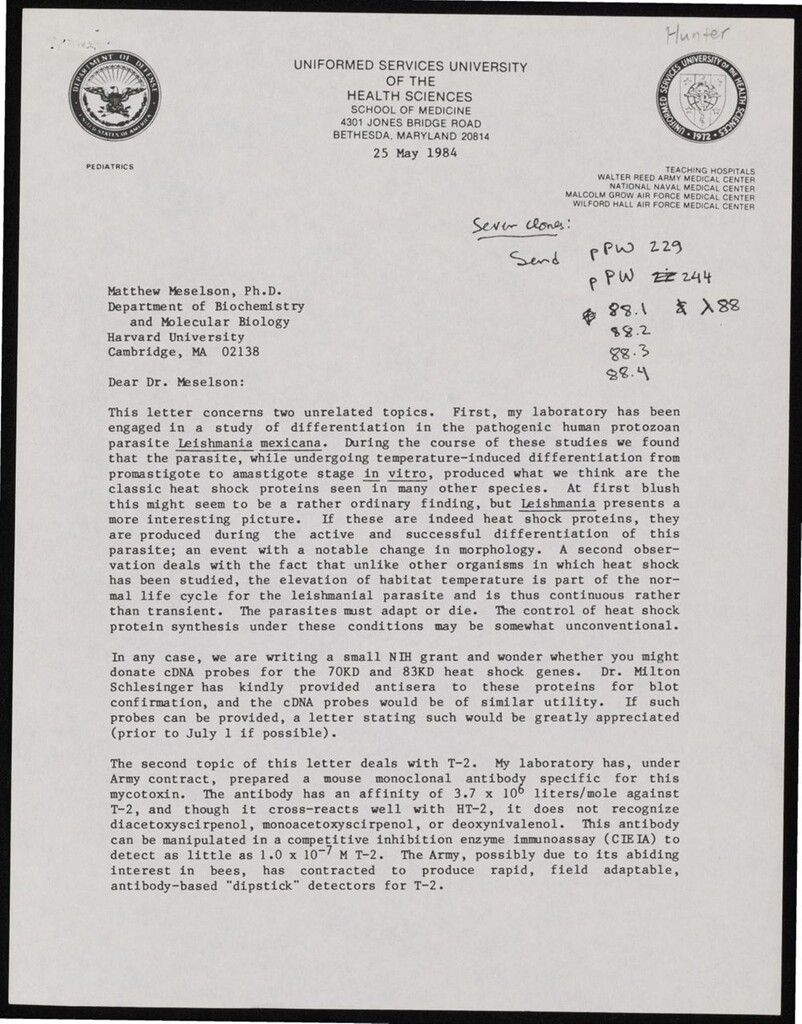 Hunter
DEPARTMENT OF DEFENSE
UNITED STATES OF AMERICA
UNIFORMED SERVICES UNIVERSITY
OF THE
HEALTH SCIENCES
SCHOOL OF MEDICINE
4301 JONES BRIDGE ROAD
BETHESDA, MARYLAND 20814
25 May 1984
UNIFORMED SERVICES UNIVERSITY OF THE HEALTH SCIENCES
1972
PEDIATRICS
TEACHING HOSPITALS
WALTER REED ARMY MEDICAL CENTER
NATIONAL NAVAL MEDICAL CENTER
MALCOLM GROW AIR FORCE MEDICAL CENTER
WILFORD HALL AIR FORCE MEDICAL CENTER
Seven clones:
Send pPW 229
pPW 244
88.1 λ88
88.2
88.3
88.4
Matthew Meselson, Ph.D.
Department of Biochemistry
and Molecular Biology
Harvard University
Cambridge, MA 02138
Dear Dr. Meselson:
This letter concerns two unrelated topics. First, my laboratory has been
engaged in a study of differentiation in the pathogenic human protozoan
parasite Leishmania mexicana. During the course of these studies we found
that the parasite, while undergoing temperature-induced differentiation from
promastigote to amastigote stage in vitro, produced what we think are the
classic heat shock proteins seen in many other species. At first blush
this might seem to be a rather ordinary finding, but Leishmania presents a
more interesting picture. If these are indeed heat shock proteins, they
are produced during the active and successful differentiation of this
parasite; an event with a notable change in morphology. A second obser-
vation deals with the fact that unlike other organisms in which heat shock
has been studied, the elevation of habitat temperature is part of the nor-
mal life cycle for the leishmanial parasite and is thus continuous rather
than transient. The parasites must adapt or die. The control of heat shock
protein synthesis under these conditions may be somewhat unconventional.
In any case, we are writing a small NIH grant and wonder whether you might
donate cDNA probes for the 70KD and 83KD heat shock genes. Dr. Milton
Schlesinger has kindly provided antisera to these proteins for blot
confirmation, and the cDNA probes would be of similar utility. If such
probes can be provided, a letter stating such would be greatly appreciated
(prior to July 1 if possible).
The second topic of this letter deals with T-2. My laboratory has, under
Army contract, prepared a mouse monoclonal antibody specific for this
mycotoxin. The antibody has an affinity of 3.7 x 10⁶ liters/mole against
T-2, and though it cross-reacts well with HT-2, it does not recognize
diacetoxyscirpenol, monoacetoxyscirpenol, or deoxynivalenol. This antibody
can be manipulated in a competitive inhibition enzyme immunoassay (CIEIA) to
detect as little as 1.0 x 10⁻⁷ M T-2. The Army, possibly due to its abiding
interest in bees, has contracted to produce rapid, field adaptable,
antibody-based "dipstick" detectors for T-2.